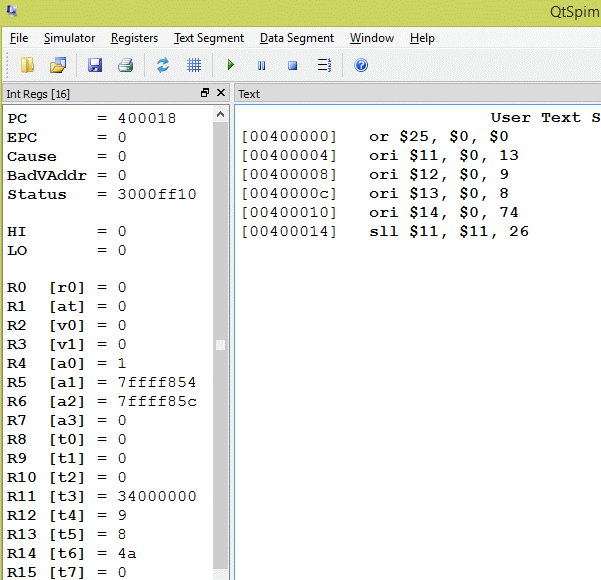 QtSpim
File Simulator Registers Text Segment Data Segment Window Help
Int Regs [16]
PC = 400018
EPC = 0
Cause = 0
BadVAddr = 0
Status = 3000ff10
HI = 0
LO = 0
R0 [r0] = 0
R1 [at] = 0
R2 [v0] = 0
R3 [v1] = 0
R4 [a0] = 1
R5 [a1] = 7ffff854
R6 [a2] = 7ffff85c
R7 [a3] = 0
R8 [t0] = 0
R9 [t1] = 0
R10 [t2] = 0
R11 [t3] = 34000000
R12 [t4] = 9
R13 [t5] = 8
R14 [t6] = 4a
R15 [t7] = 0
Text
User Text S
[00400000] or $25, $0, $0
[00400004] ori $11, $0, 13
[00400008] ori $12, $0, 9
[0040000c] ori $13, $0, 8
[00400010] ori $14, $0, 74
[00400014] sll $11, $11, 26